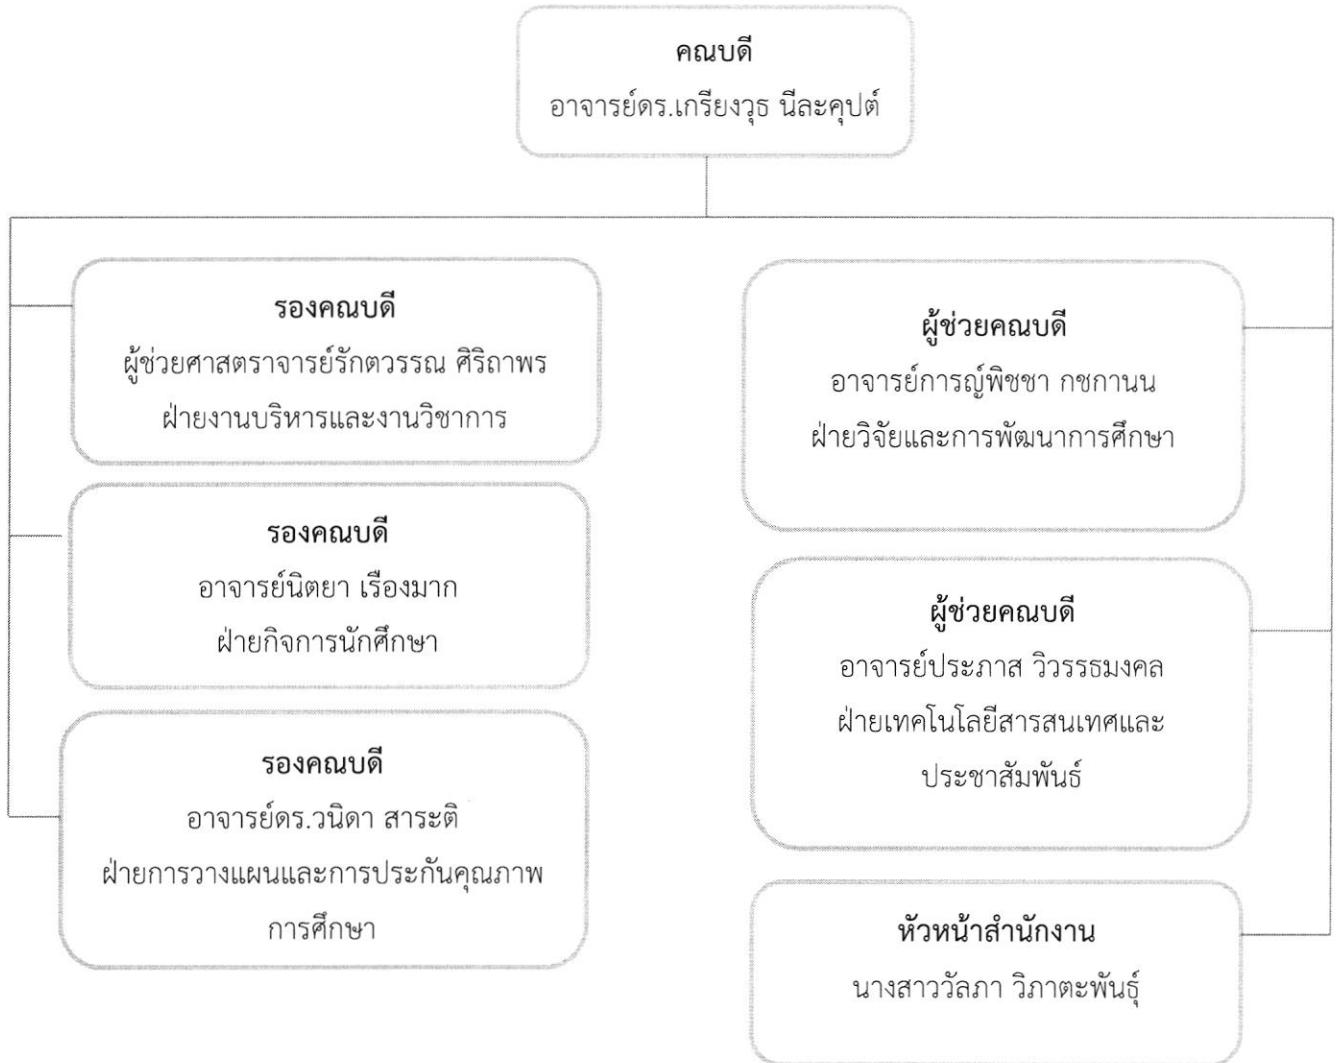 คณบดี
อาจารย์ดร.เกรียงวุธ นีละคุปต์
รองคณบดี
ผู้ช่วยศาสตราจารย์รักตวรรณ ศิริถาพร
ฝ่ายงานบริหารและงานวิชาการ
รองคณบดี
อาจารย์นิตยา เรืองมาก
ฝ่ายกิจการนักศึกษา
รองคณบดี
อาจารย์ดร.วนิดา สาระติ
ฝ่ายการวางแผนและการประกันคุณภาพ
การศึกษา
ผู้ช่วยคณบดี
อาจารย์การญ์พิชชา กชกานน
ฝ่ายวิจัยและการพัฒนาการศึกษา
ผู้ช่วยคณบดี
อาจารย์ประภาส วิวรรธมงคล
ฝ่ายเทคโนโลยีสารสนเทศและ
ประชาสัมพันธ์
หัวหน้าสำนักงาน
นางสาววัลภา วิภาตะพันธุ์